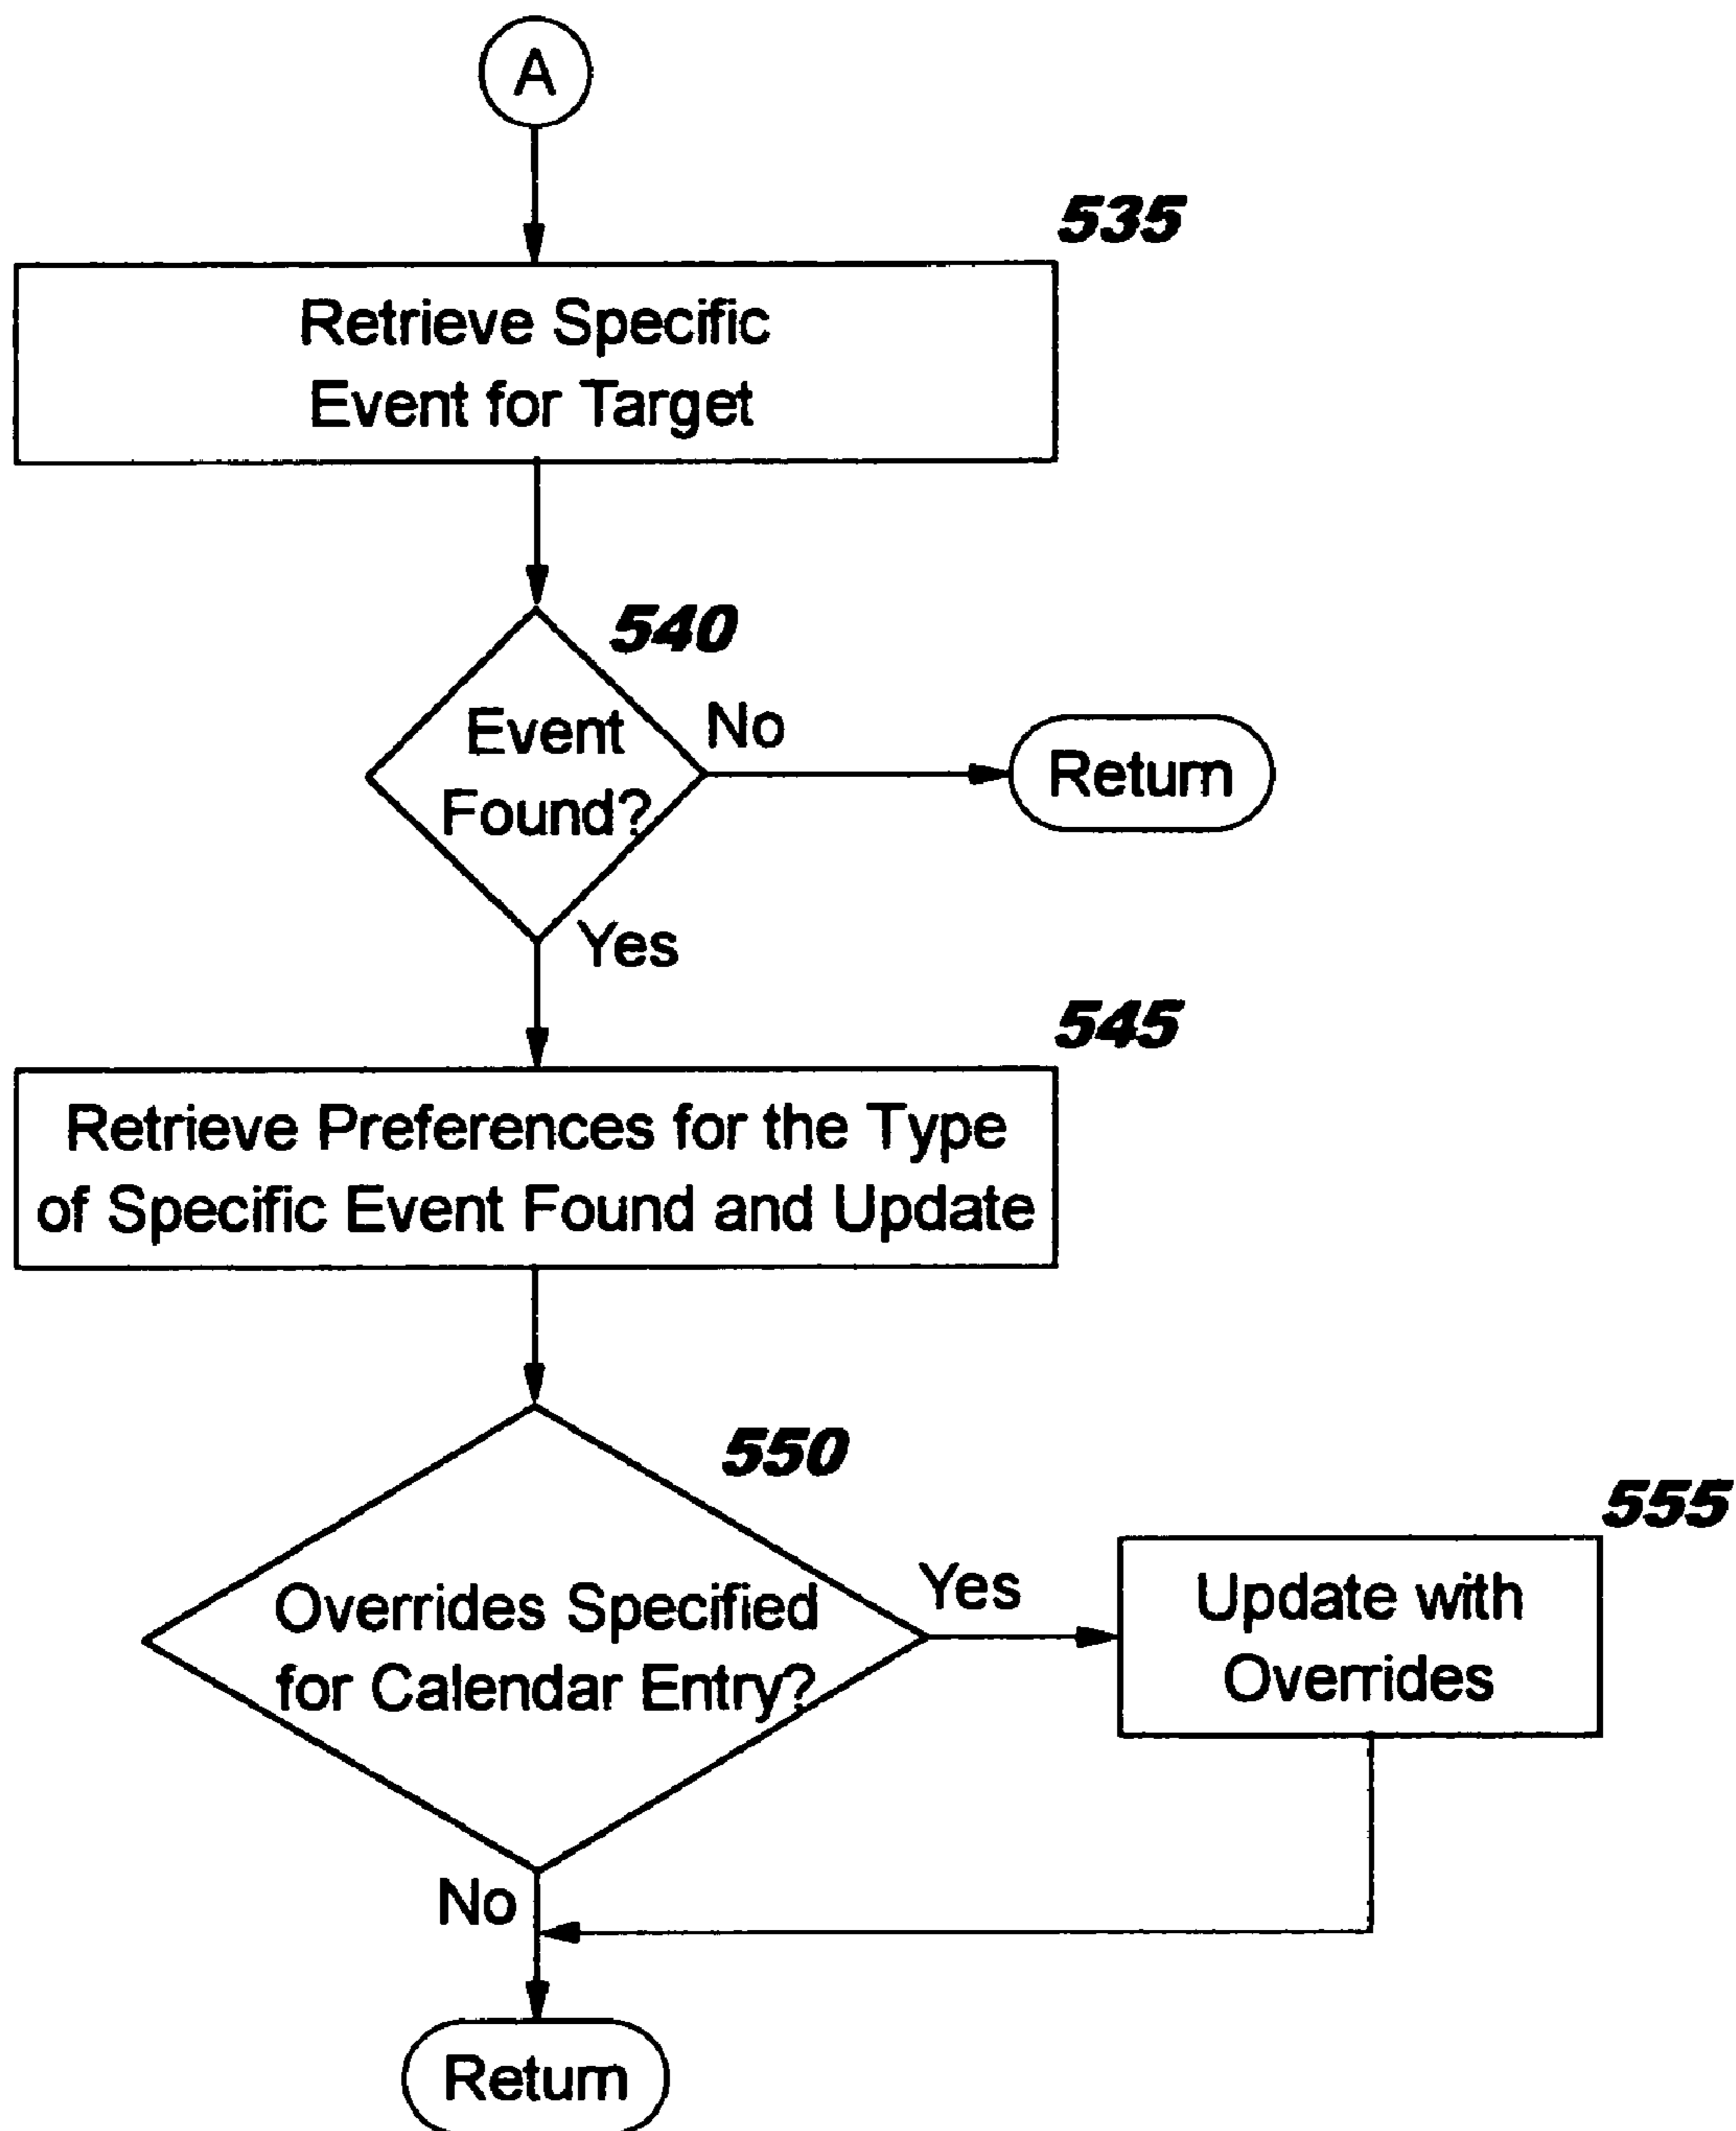 A
535
Retrieve Specific
Event for Target
540
Event
Found?
No
Return
Yes
545
Retrieve Preferences for the Type
of Specific Event Found and Update
550
Overrides Specified
for Calendar Entry?
Yes
555
Update with
Overrides
No
Return